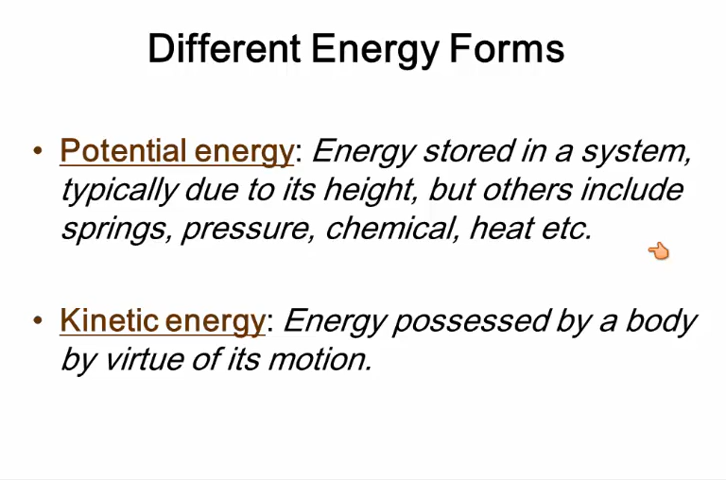 Different Energy Forms
• Potential energy: Energy stored in a system,
typically due to its height, but others include
springs, pressure, chemical, heat etc.
• Kinetic energy: Energy possessed by a body
by virtue of its motion.